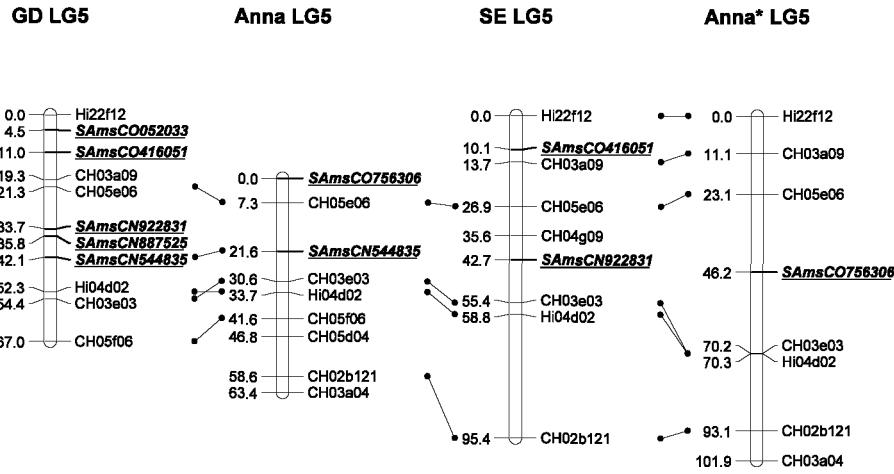 GD LG5
0.0 Hi22f12
4.5 SAmsCO052033
11.0 SAmsCO416051
19.3 CH03a09
21.3 CH05e06
33.7 SAmsCN922831
35.8 SAmsCN887525
42.1 SAmsCN544835
52.3 Hi04d02
54.4 CH03e03
67.0 CH05f06
Anna LG5
0.0 SAmsCO756306
7.3 CH05e06
21.6 SAmsCN544835
30.6 CH03e03
33.7 Hi04d02
41.6 CH05f06
46.8 CH05d04
58.6 CH02b121
63.4 CH03a04
SE LG5
0.0 Hi22f12
10.1 SAmsCO416051
13.7 CH03a09
26.9 CH05e06
35.6 CH04g09
42.7 SAmsCN922831
55.4 CH03e03
58.8 Hi04d02
95.4 CH02b121
Anna* LG5
0.0 Hi22f12
11.1 CH03a09
23.1 CH05e06
46.2 SAmsCO756306
70.2 CH03e03
70.3 Hi04d02
93.1 CH02b121
101.9 CH03a04